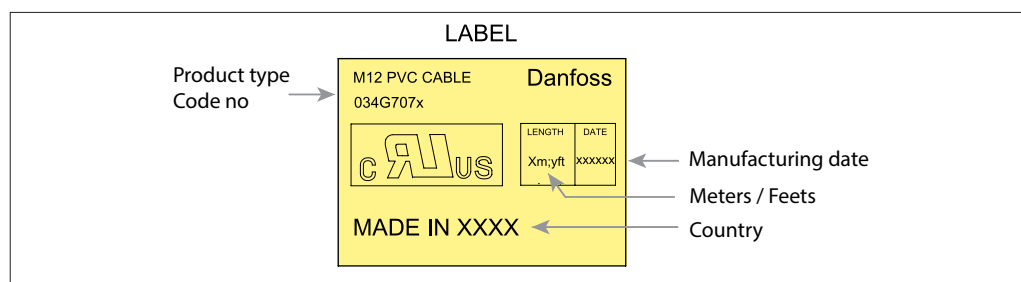 LABEL
Product type
Code no
M12 PVC CABLE
Danfoss
034G707x
LENGTH
DATE
c RU US
Xm;yft
xxxxxx
Manufacturing date
Meters / Feets
MADE IN XXXX
Country